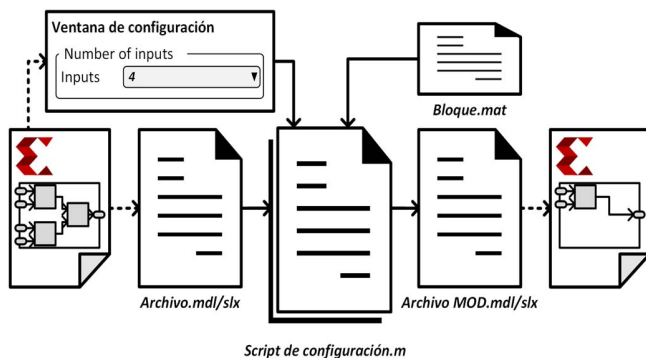 Ventana de configuración
Number of inputs
Inputs 4
Bloque.mat
Archivo.mdl/slx
Archivo MOD.mdl/slx
Script de configuración.m